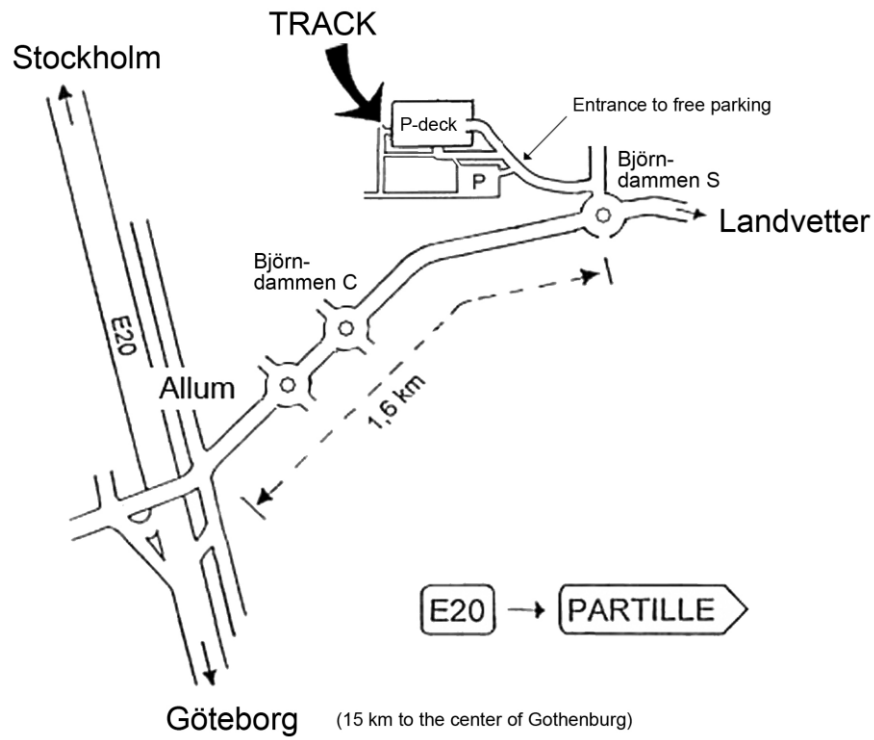 TRACK
Stockholm
Entrance to free parking
P-deck
Björn-
dammen S
P
Landvetter
Björn-
dammen C
E20
Allum
1,6 km
E20 PARTILLE
Göteborg (15 km to the center of Gothenburg)